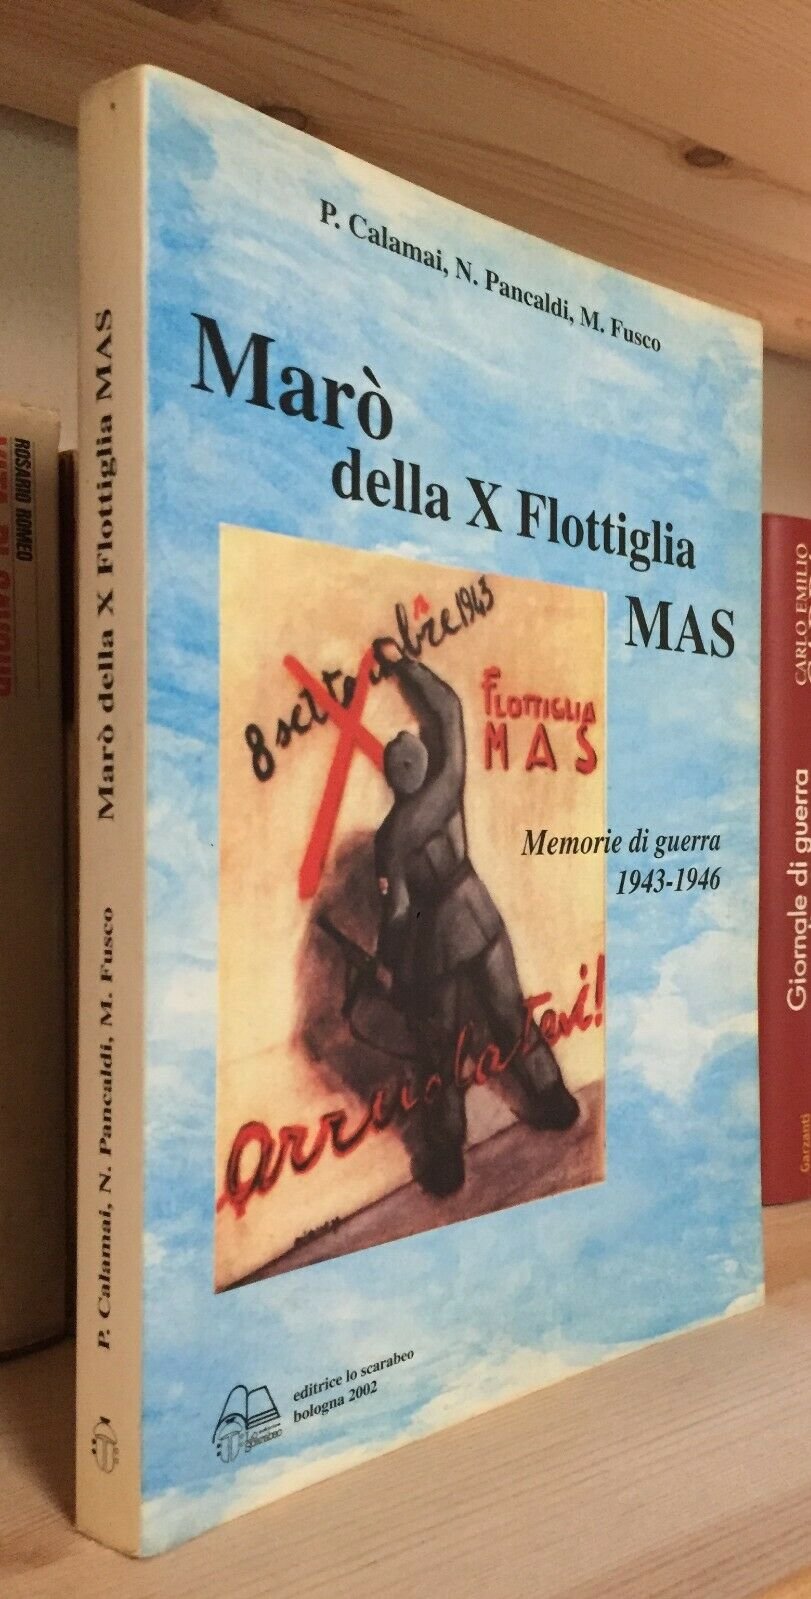 P. Calamai, N. Pancaldi, M. Fusco
Marò
della X Flottiglia
MAS
8 settembre 1943
X
FLOTTIGLIA
MAS
Memorie di guerra
1943-1946
arruolatevi!
editrice lo scarabeo
bologna 2002
P. Calamai, N. Pancaldi, M. Fusco Marò della X Flottiglia MAS
ROSARIO ROMEO
CARLO EMILIO
Giornale di guerra
Garzanti